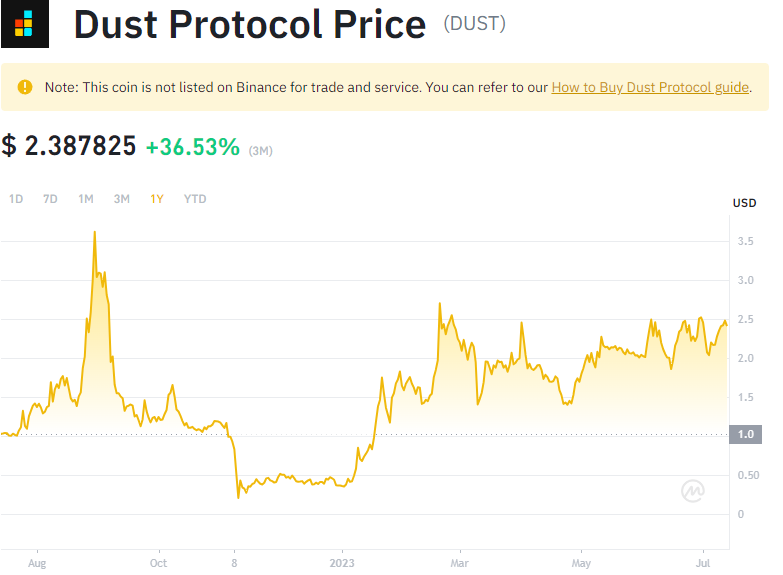 Dust Protocol Price (DUST)
Note: This coin is not listed on Binance for trade and service. You can refer to our How to Buy Dust Protocol guide.
$ 2.387825 +36.53% (3M)
1D 7D 1M 3M 1Y YTD
USD
3.5
3.0
2.5
2.0
1.5
1.0
0.50
0
Aug Oct 8 2023 Mar May Jul